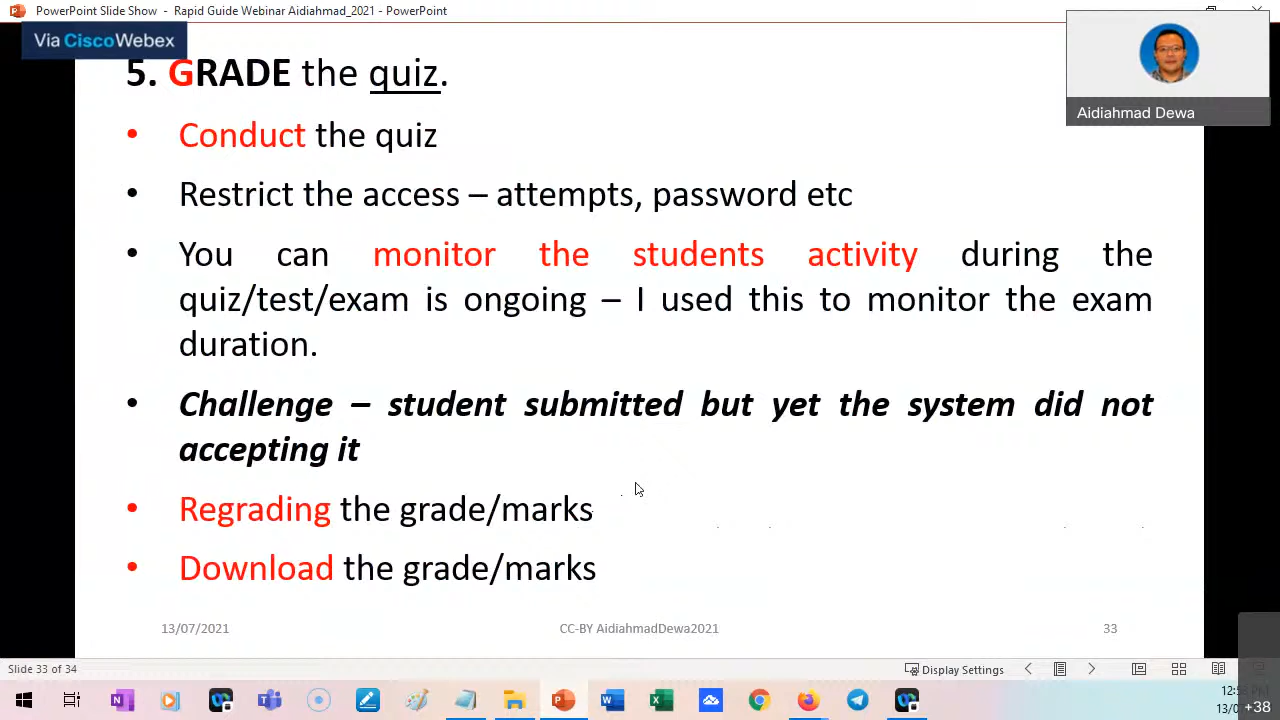 PowerPoint Slide Show - Rapid Guide Webinar Aidiahmad_2021 - PowerPoint
Via CiscoWebex
Aidiahmad Dewa
5. GRADE the quiz.
• Conduct the quiz
• Restrict the access – attempts, password etc
• You can monitor the students activity during the
quiz/test/exam is ongoing – I used this to monitor the exam
duration.
• Challenge – student submitted but yet the system did not
accepting it
• Regrading the grade/marks
• Download the grade/marks
13/07/2021
CC-BY AidiahmadDewa2021
33
Slide 33 of 34
Display Settings
+38